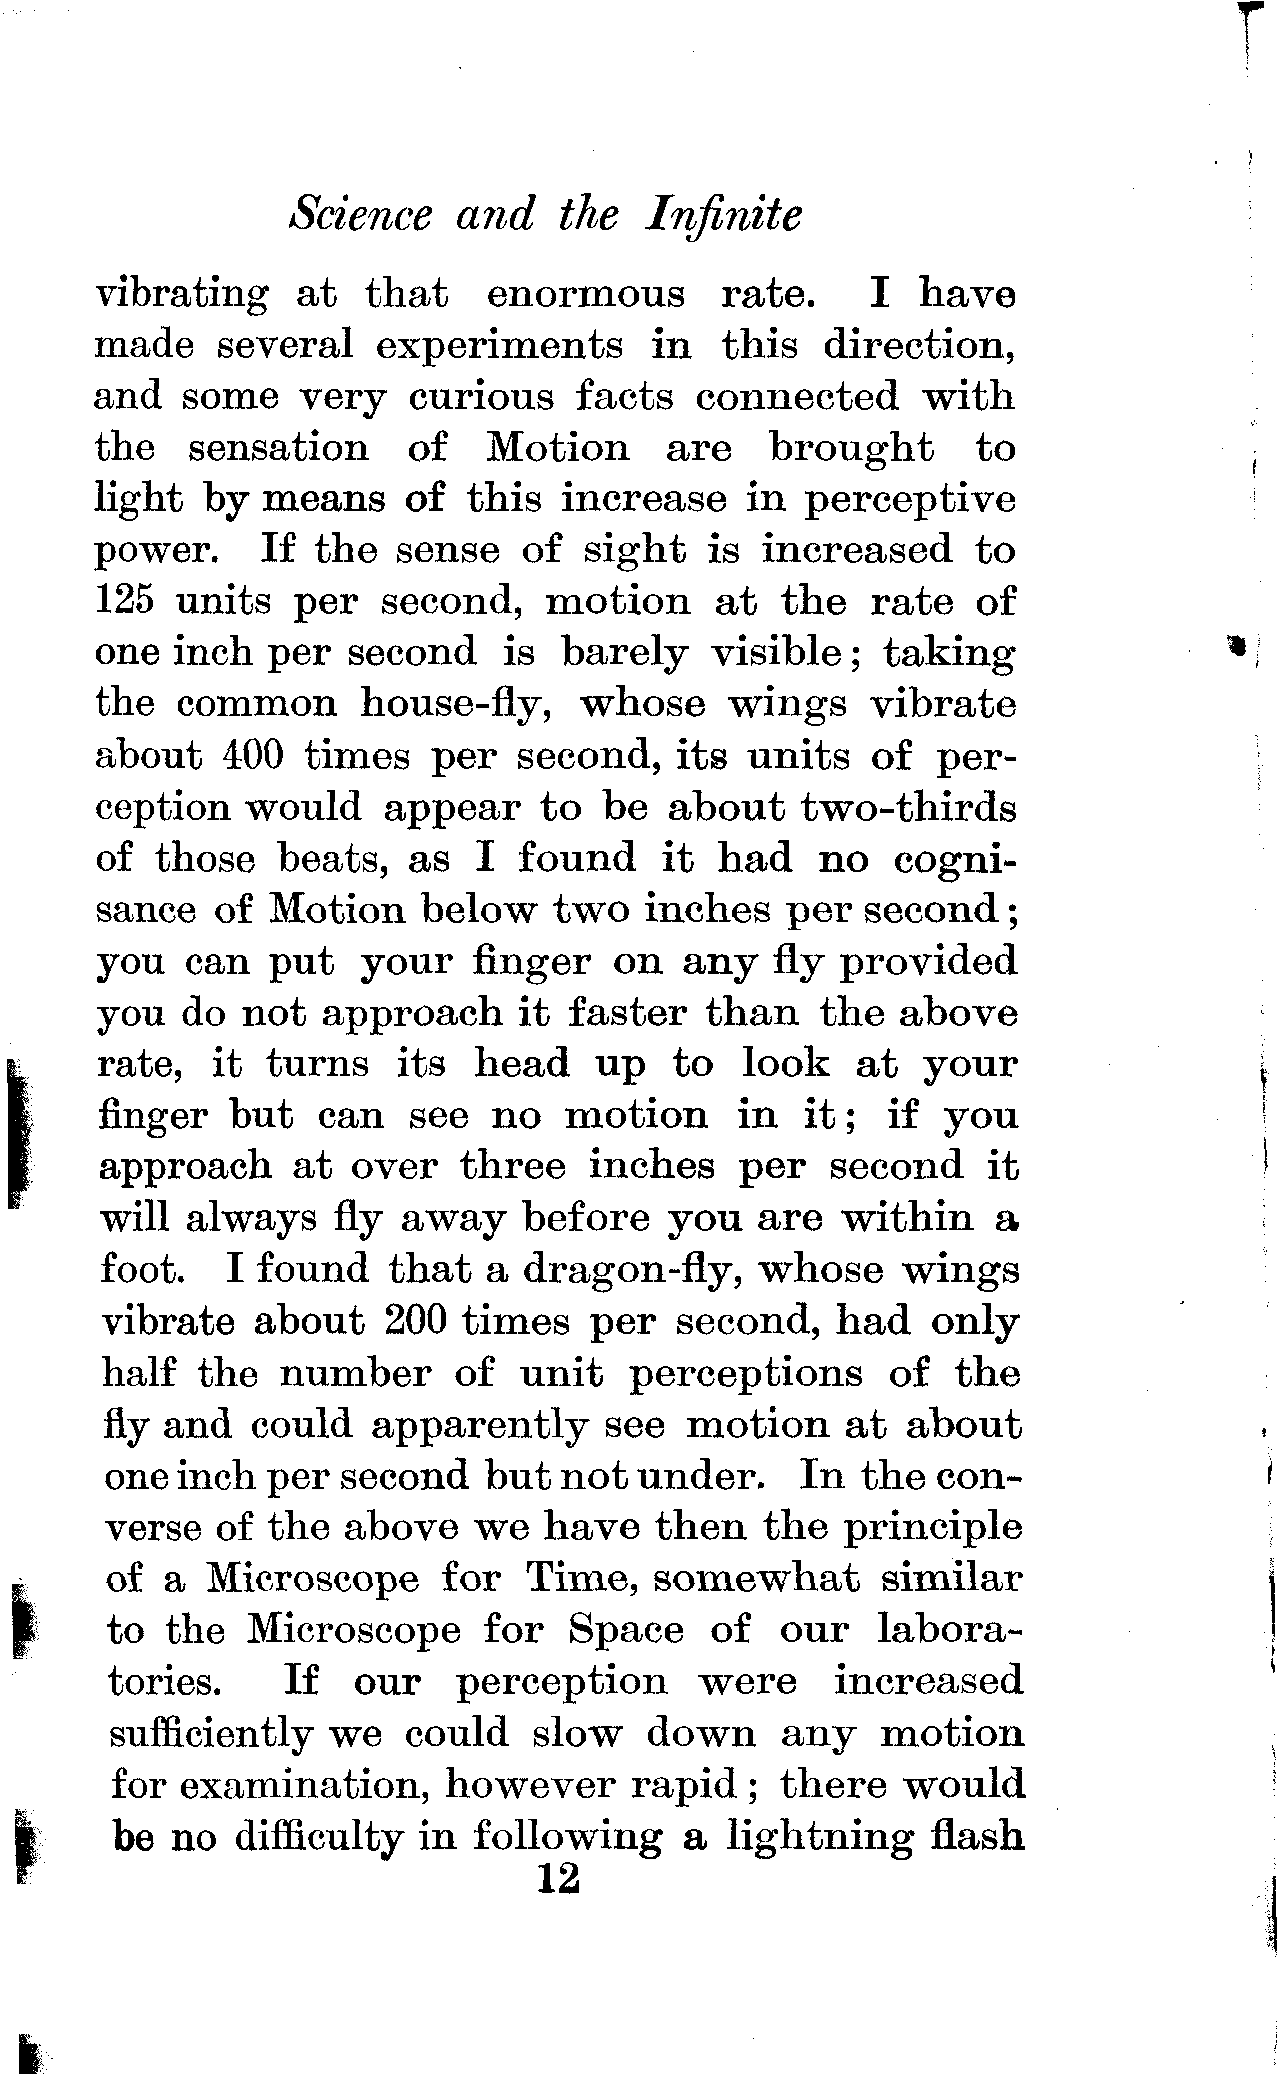 Science and the Infinite
vibrating at that enormous rate. I have
made several experiments in this direction,
and some very curious facts connected with
the sensation of Motion are brought to
light by means of this increase in perceptive
power. If the sense of sight is increased to
125 units per second, motion at the rate of
one inch per second is barely visible; taking
the common house-fly, whose wings vibrate
about 400 times per second, its units of per-
ception would appear to be about two-thirds
of those beats, as I found it had no cogni-
sance of Motion below two inches per second;
you can put your finger on any fly provided
you do not approach it faster than the above
rate, it turns its head up to look at your
finger but can see no motion in it; if you
approach at over three inches per second it
will always fly away before you are within a
foot. I found that a dragon-fly, whose wings
vibrate about 200 times per second, had only
half the number of unit perceptions of the
fly and could apparently see motion at about
one inch per second but not under. In the con-
verse of the above we have then the principle
of a Microscope for Time, somewhat similar
to the Microscope for Space of our labora-
tories. If our perception were increased
sufficiently we could slow down any motion
for examination, however rapid; there would
be no difficulty in following a lightning flash
12